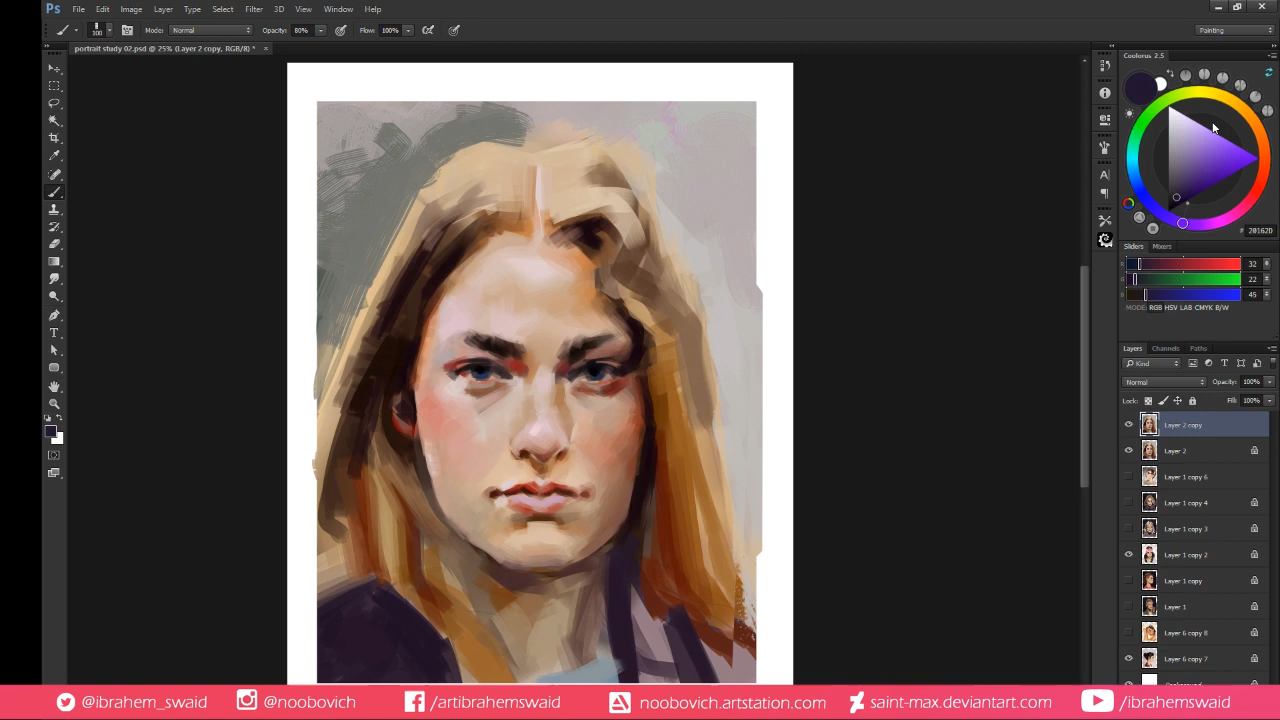 Ps File Edit Image Layer Type Select Filter 3D View Window Help
100 Mode: Normal Opacity: 80% Flow: 100% Painting
portrait study 02.psd @ 25% (Layer 2 copy, RGB/8) * ×
Coolorus 2.5
# 20162D
Sliders Mixers
R 32
G 22
B 45
MODE: RGB HSV LAB CMYK B/W
Layers Channels Paths
Kind
Normal Opacity: 100%
Lock: Fill: 100%
Layer 2 copy
Layer 2
Layer 1 copy 6
Layer 1 copy 4
Layer 1 copy 3
Layer 1 copy 2
Layer 1 copy
Layer 1
Layer 6 copy 8
Layer 6 copy 7
Background
@ibrahem_swaid @noobovich /artibrahemswaid noobovich.artstation.com saint-max.deviantart.com /ibrahemswaid